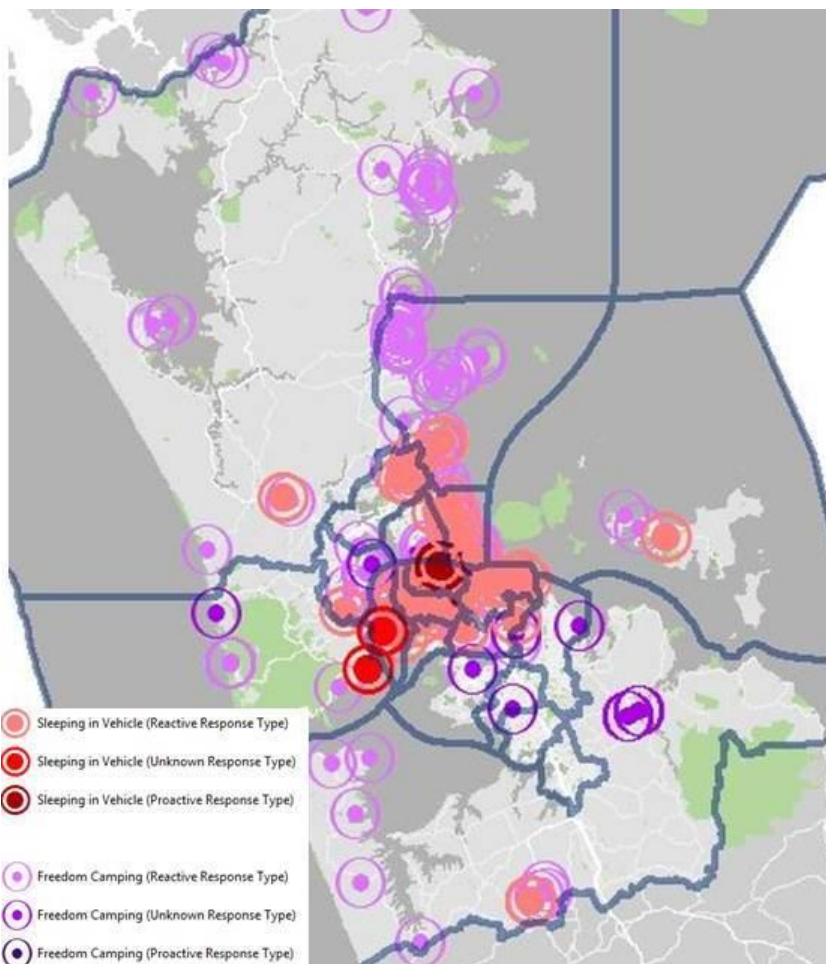 Sleeping in Vehicle (Reactive Response Type)
Sleeping in Vehicle (Unknown Response Type)
Sleeping in Vehicle (Proactive Response Type)
Freedom Camping (Reactive Response Type)
Freedom Camping (Unknown Response Type)
Freedom Camping (Proactive Response Type)